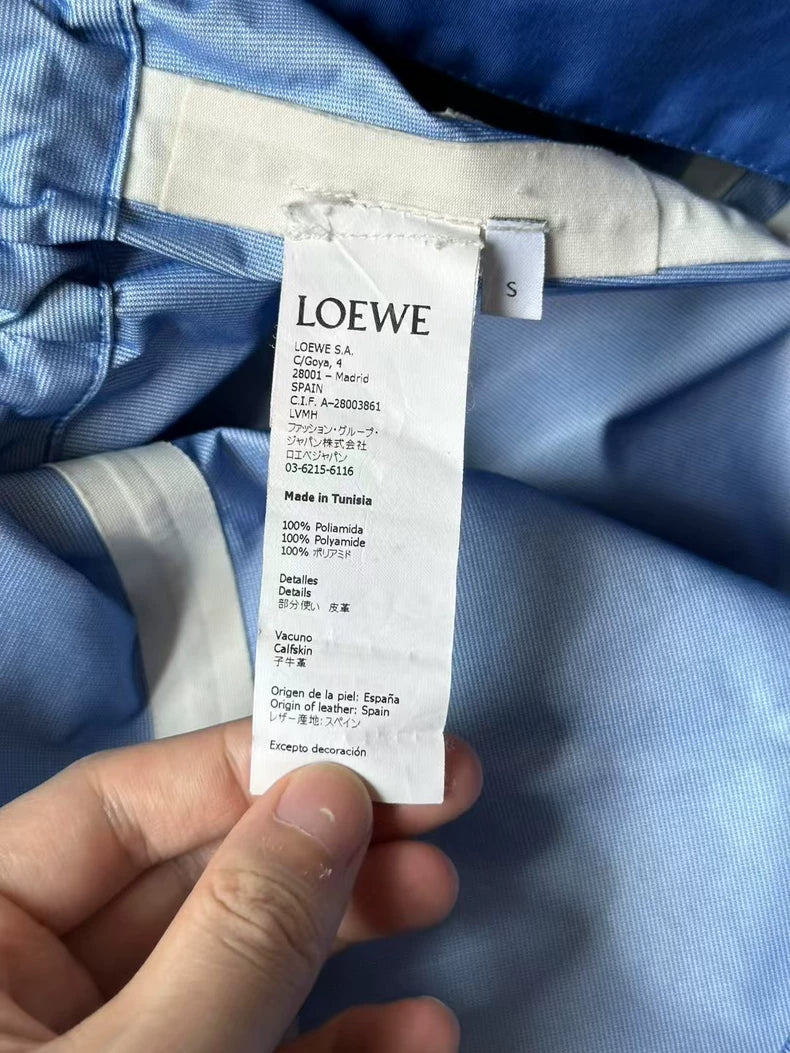 LOEWE
S
LOEWE S.A.
C/Goya, 4
28001 – Madrid
SPAIN
C.I.F. A–28003861
LVMH
ファッション・グループ・
ジャパン株式会社
ロエベジャパン
03-6215-6116
Made in Tunisia
100% Poliamida
100% Polyamide
100% ポリアミド
Detalles
Details
部分使い 皮革
Vacuno
Calfskin
子牛革
Origen de la piel: España
Origin of leather: Spain
レザー産地: スペイン
Excepto decoración